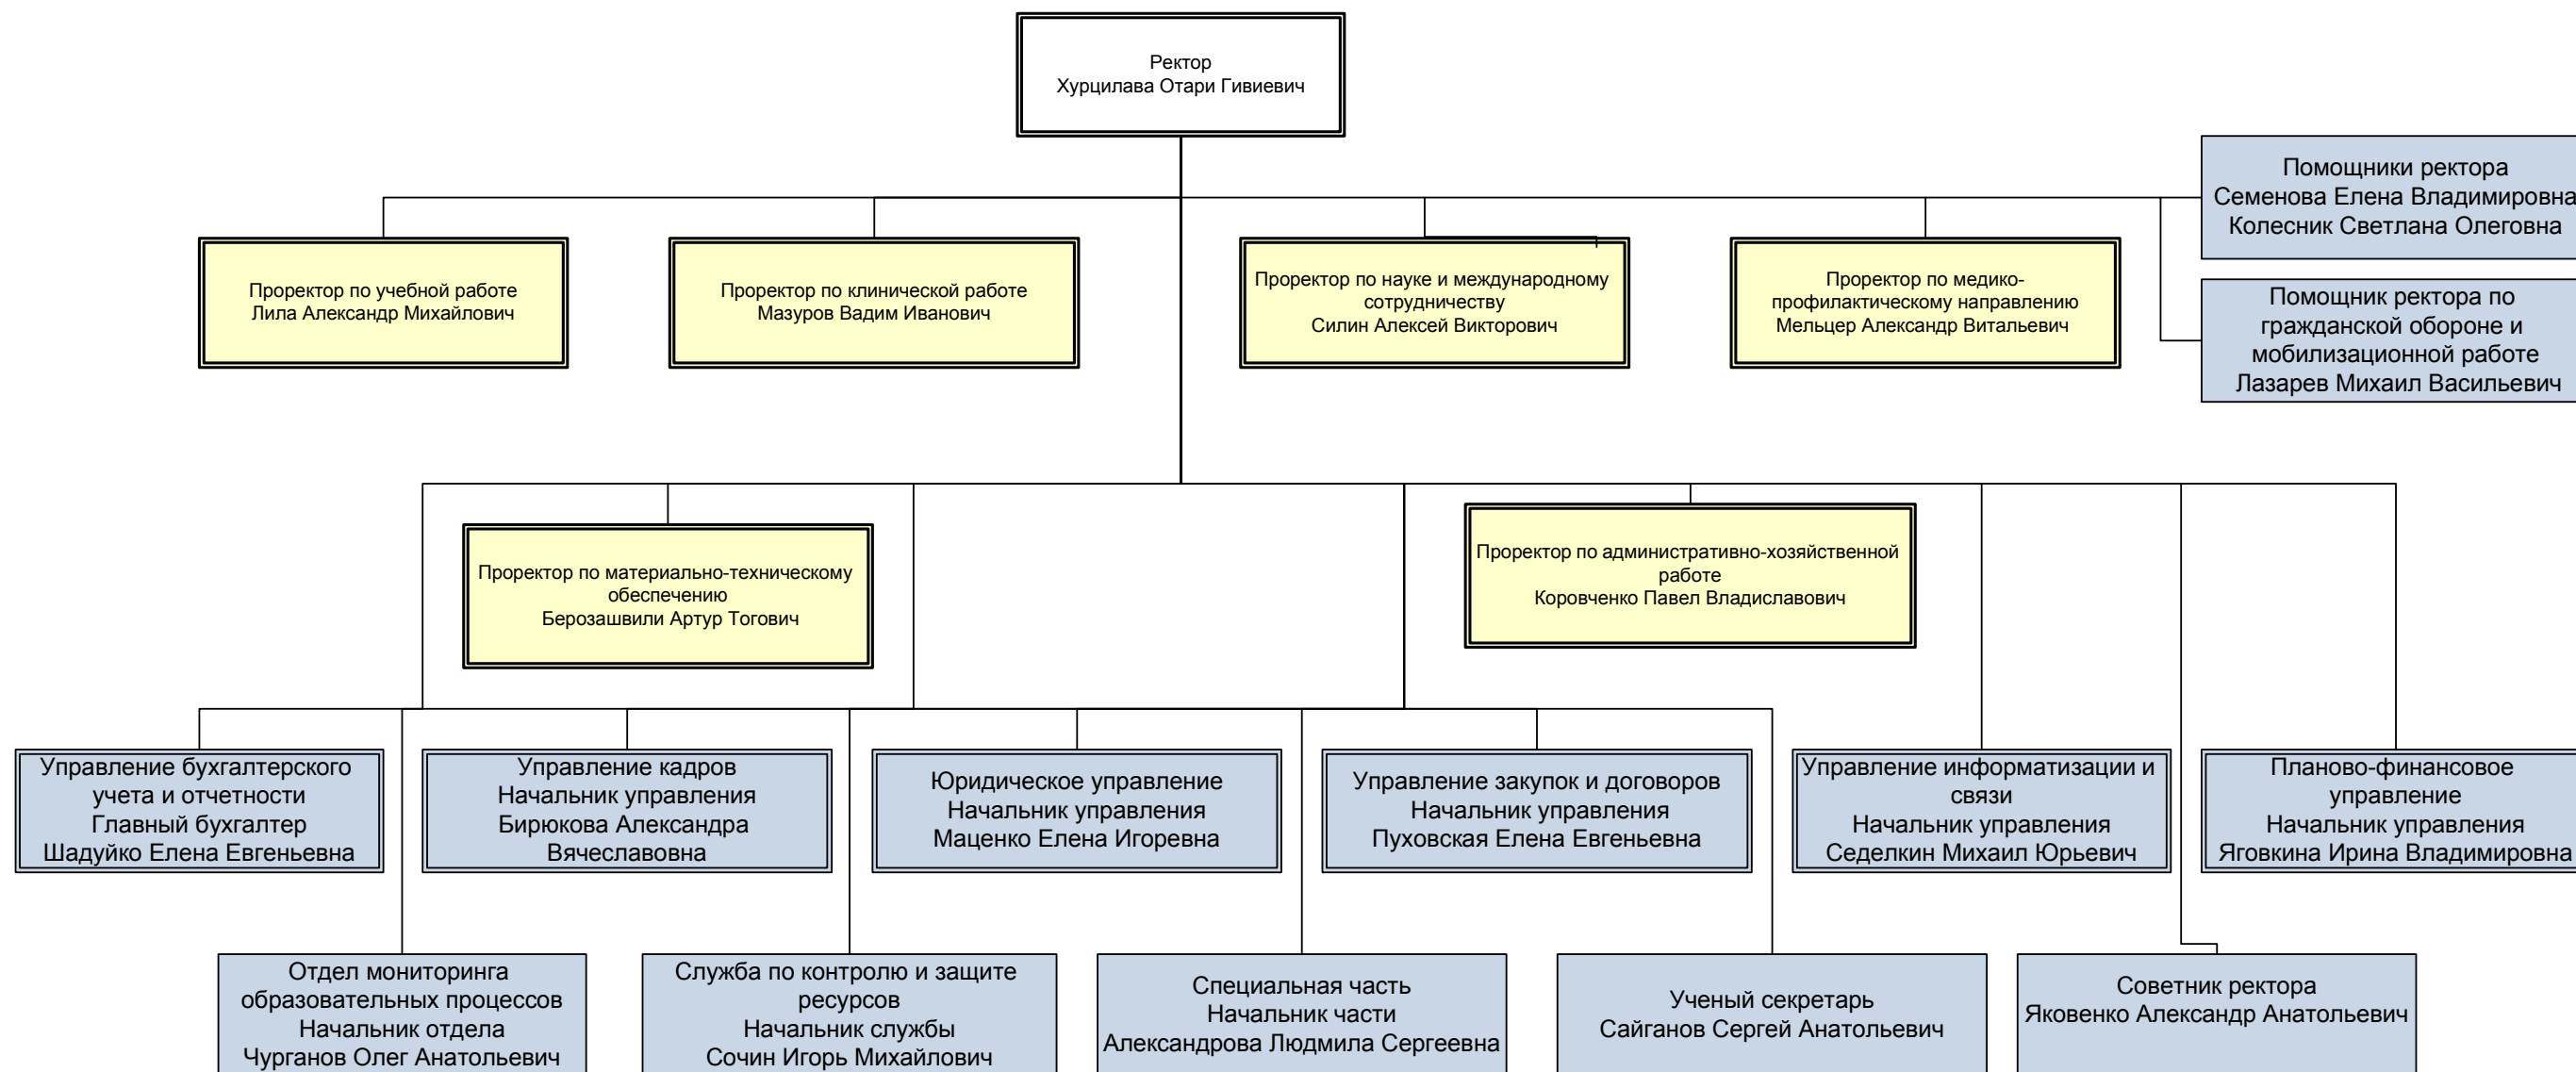 Ректор
Хурцилава Отари Гивиевич
Помощники ректора
Семенова Елена Владимировна
Колесник Светлана Олеговна
Проректор по учебной работе
Лила Александр Михайлович
Проректор по клинической работе
Мазуров Вадим Иванович
Проректор по науке и международному
сотрудничеству
Силин Алексей Викторович
Проректор по медико-
профилактическому направлению
Мельцер Александр Витальевич
Помощник ректора по
гражданской обороне и
мобилизационной работе
Лазарев Михаил Васильевич
Проректор по материально-техническому
обеспечению
Берозашвили Артур Тогович
Проректор по административно-хозяйственной
работе
Коровченко Павел Владиславович
Управление бухгалтерского
учета и отчетности
Главный бухгалтер
Шадуйко Елена Евгеньевна
Управление кадров
Начальник управления
Бирюкова Александра
Вячеславовна
Юридическое управление
Начальник управления
Маценко Елена Игоревна
Управление закупок и договоров
Начальник управления
Пуховская Елена Евгеньевна
Управление информатизации и
связи
Начальник управления
Седелкин Михаил Юрьевич
Планово-финансовое
управление
Начальник управления
Яговкина Ирина Владимировна
Отдел мониторинга
образовательных процессов
Начальник отдела
Чурганов Олег Анатольевич
Служба по контролю и защите
ресурсов
Начальник службы
Сочин Игорь Михайлович
Специальная часть
Начальник части
Александрова Людмила Сергеевна
Ученый секретарь
Сайганов Сергей Анатольевич
Советник ректора
Яковенко Александр Анатольевич